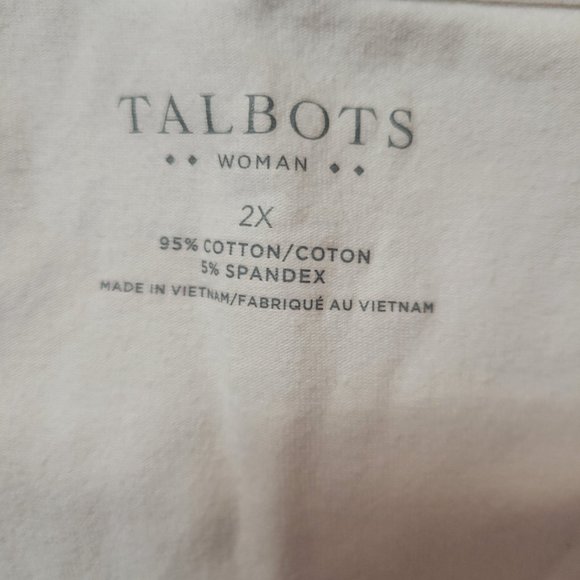 TALBOTS
◆◆ WOMAN ◆◆
2X
95% COTTON/COTON
5% SPANDEX
MADE IN VIETNAM/FABRIQUÉ AU VIETNAM